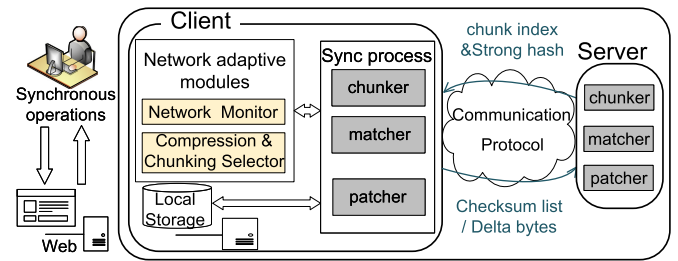 Synchronous
operations
Web
Client
Network adaptive
modules
Network Monitor
Compression &
Chunking Selector
Local
Storage
Sync process
chunker
matcher
patcher
chunk index
&Strong hash
Communication
Protocol
Checksum list
/ Delta bytes
Server
chunker
matcher
patcher